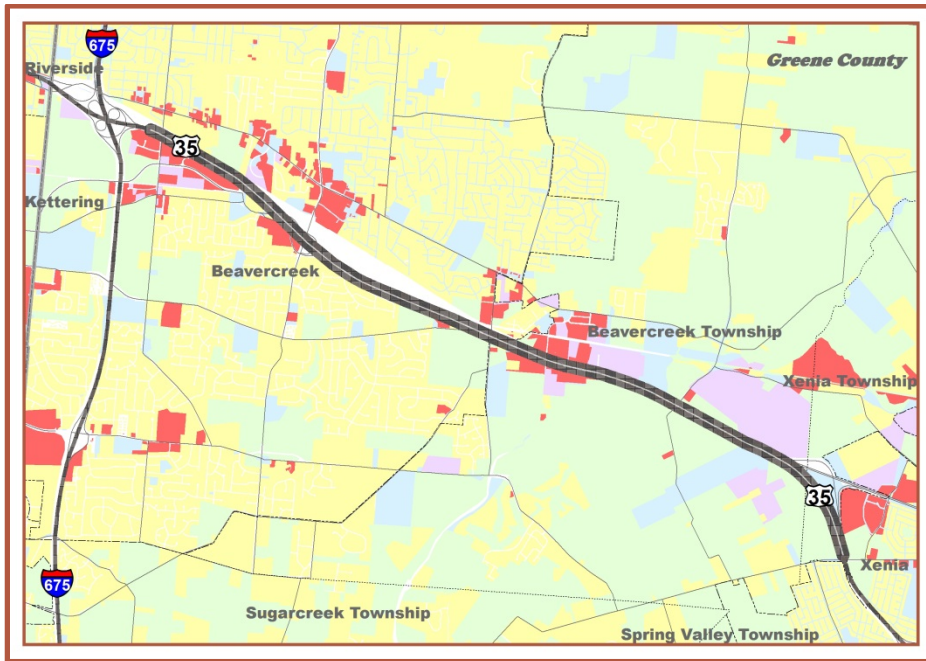 675
Greene County
Riverside
35
Kettering
Beavercreek
Beavercreek Township
Xenia Township
35
Xenia
675
Sugarcreek Township
Spring Valley Township